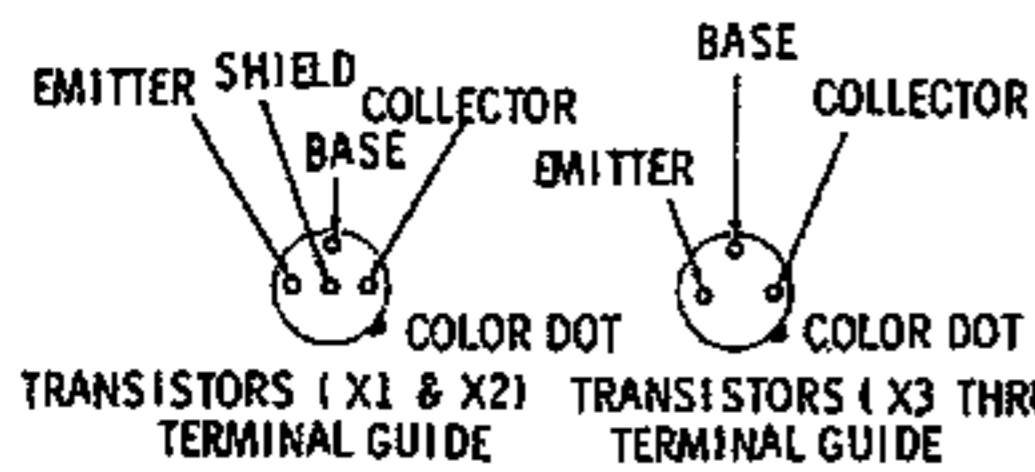 EMITTER SHIELD COLLECTOR
BASE
COLOR DOT
TRANSISTORS (X1 & X2)
TERMINAL GUIDE
BASE
COLLECTOR
EMITTER
COLOR DOT
TRANSISTORS (X3
TERMINAL GUIDE